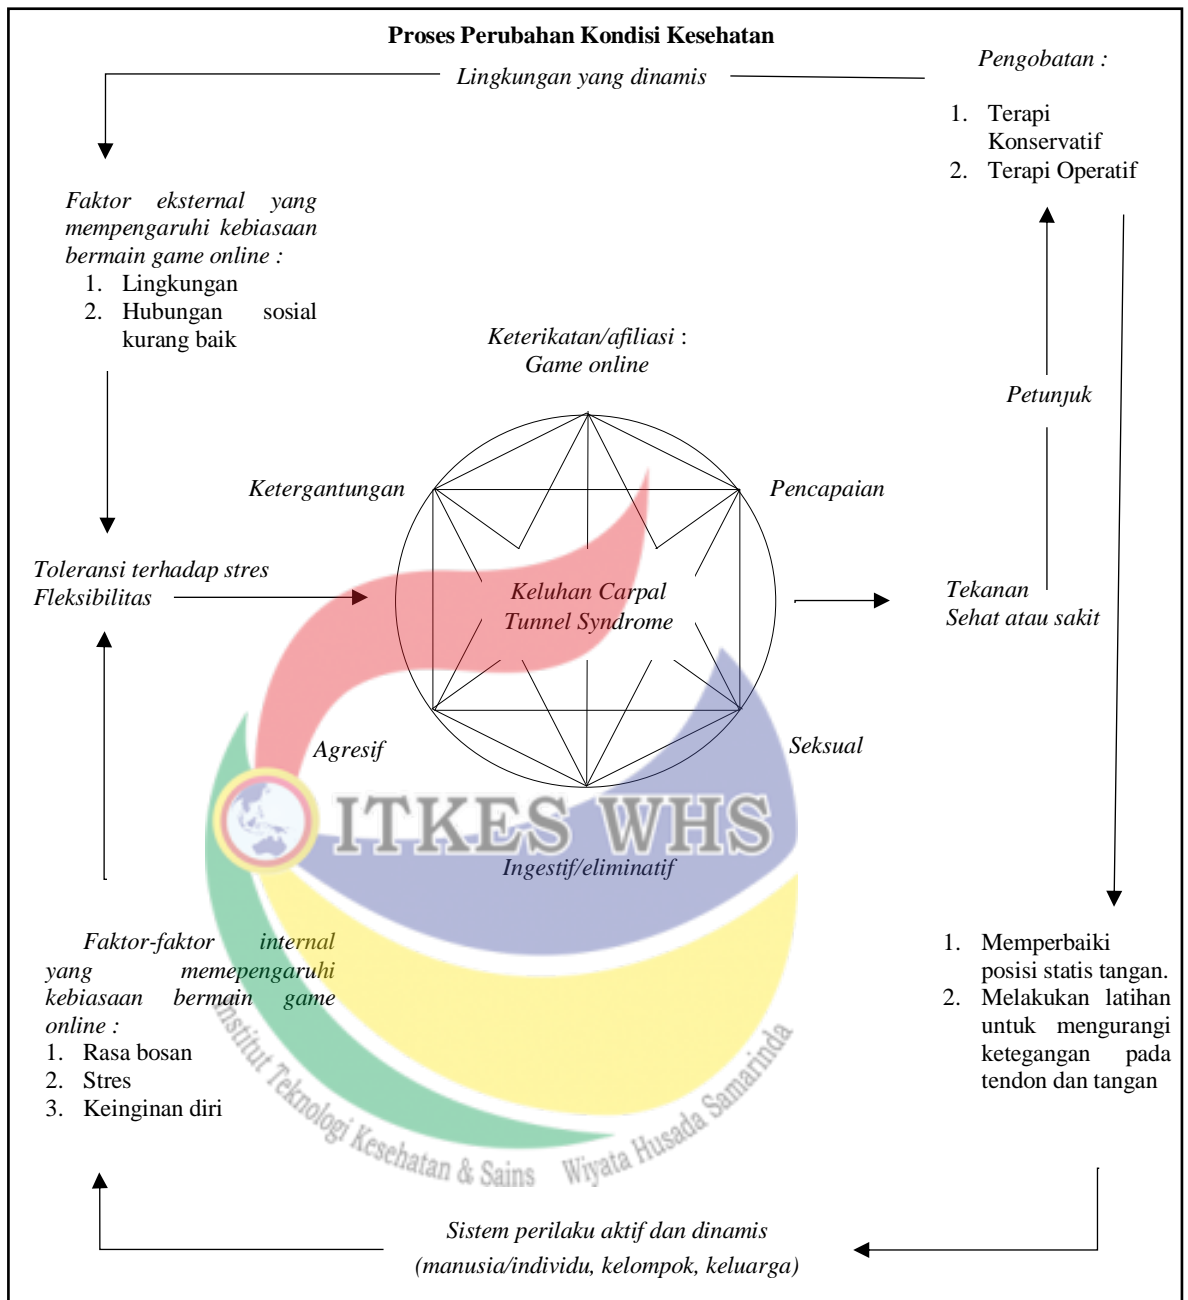 Proses Perubahan Kondisi Kesehatan
Lingkungan yang dinamis
Pengobatan :
1. Terapi
Konservatif
2. Terapi Operatif
Faktor eksternal yang
mempengaruhi kebiasaan
bermain game online :
1. Lingkungan
2. Hubungan sosial
kurang baik
Keterikatan/afiliasi :
Game online
Petunjuk
Ketergantungan
Pencapaian
Toleransi terhadap stres
Fleksibilitas
Keluhan Carpal
Tunnel Syndrome
Tekanan
Sehat atau sakit
Agresif
Seksual
ITKES WHS
Ingestif/eliminatif
Faktor-faktor internal
yang memepengaruhi
kebiasaan bermain game
online :
1. Rasa bosan
2. Stres
3. Keinginan diri
1. Memperbaiki
posisi statis tangan.
2. Melakukan latihan
untuk mengurangi
ketegangan pada
tendon dan tangan
Institut Teknologi Kesehatan & Sains Wiyata Husada Samarinda
Sistem perilaku aktif dan dinamis
(manusia/individu, kelompok, keluarga)